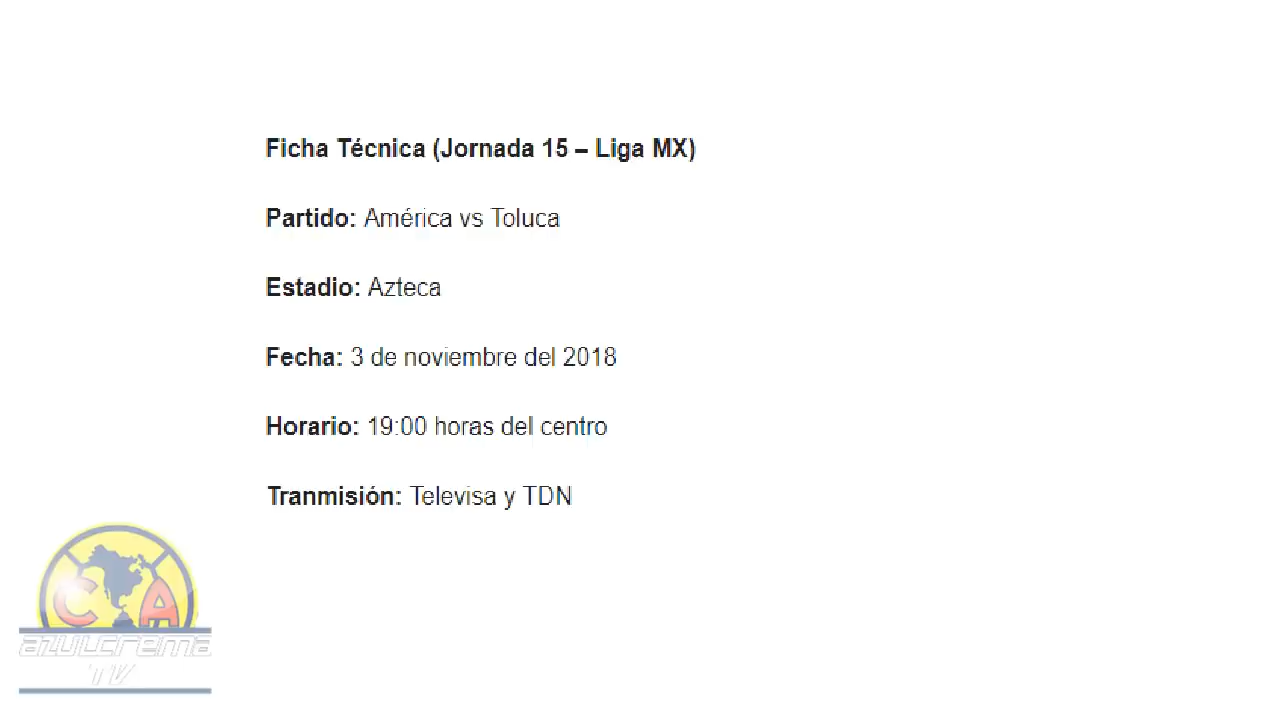 Ficha Técnica (Jornada 15 – Liga MX)
Partido: América vs Toluca
Estadio: Azteca
Fecha: 3 de noviembre del 2018
Horario: 19:00 horas del centro
Tranmisión: Televisa y TDN
CA
AZULCREMA
TV